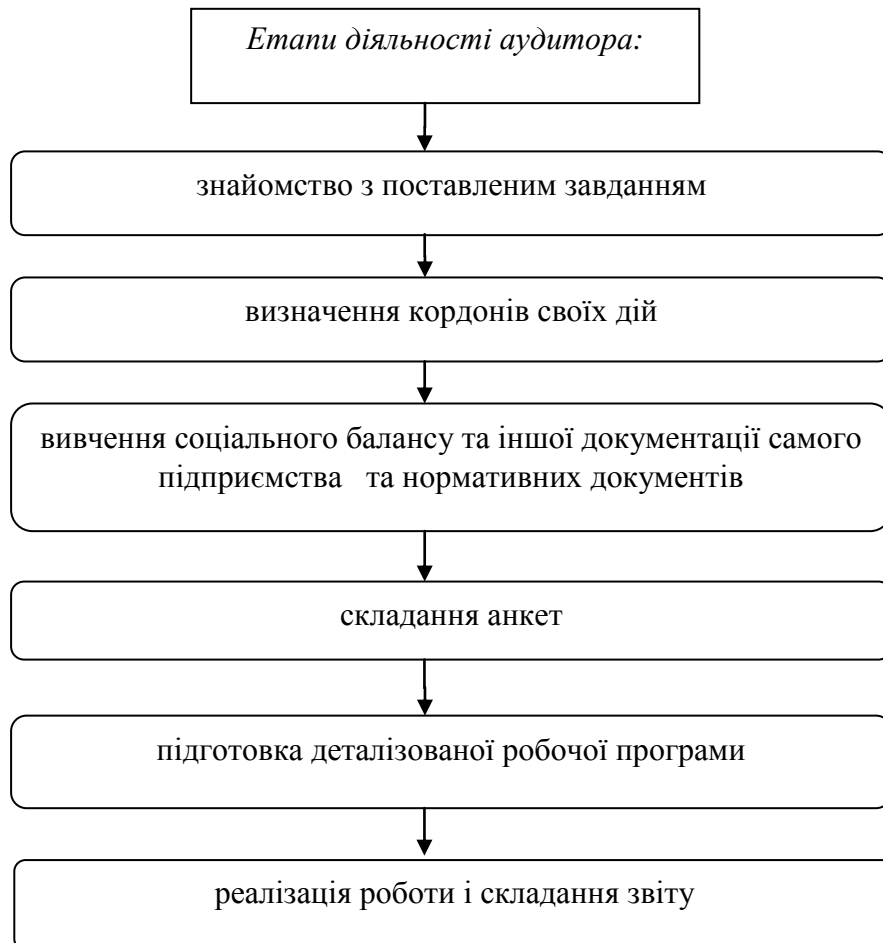 Етапи діяльності аудитора:
знайомство з поставленим завданням
визначення кордонів своїх дій
вивчення соціального балансу та іншої документації самого
підприємства та нормативних документів
складання анкет
підготовка деталізованої робочої програми
реалізація роботи і складання звіту